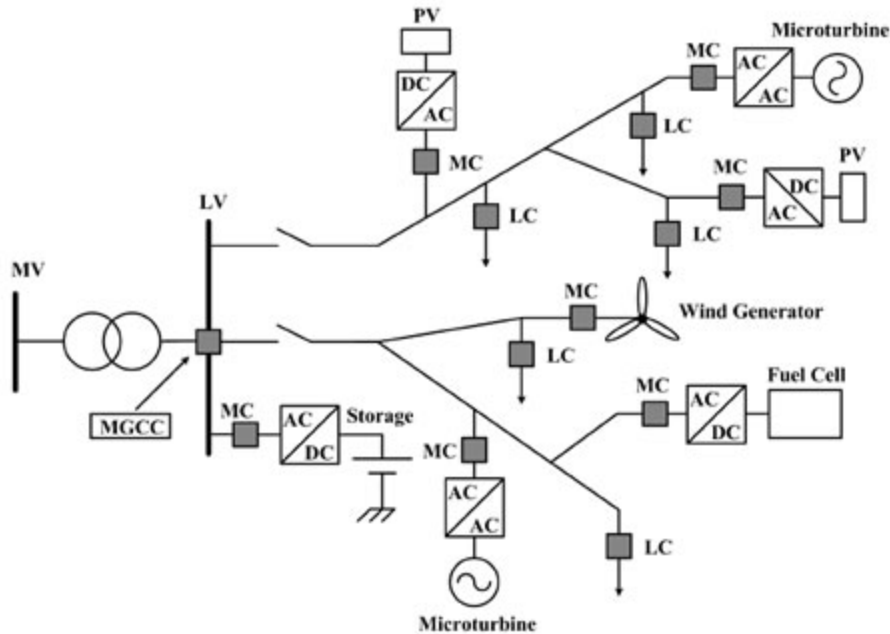 PV
Microturbine
MC
AC
AC
DC
AC
LC
MC
PV
MC
DC
AC
LV
LC
LC
MV
MC
Wind Generator
LC
Fuel Cell
MC
MGCC
MC
AC
DC
Storage
AC
DC
MC
AC
AC
LC
Microturbine